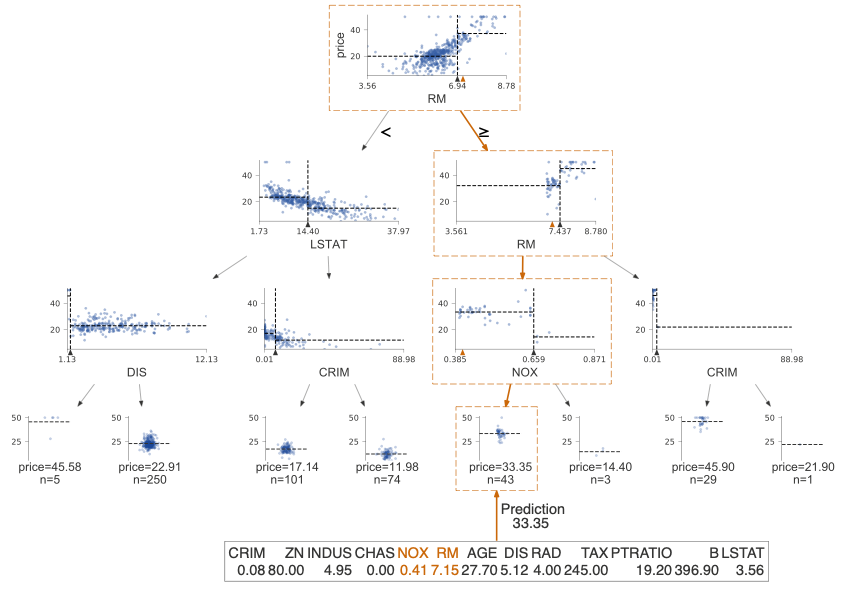 40
20
price
3.56 6.94 8.78
RM
< ≥
40
20
1.73 14.40 37.97
LSTAT
40
20
3.561 7.437 8.780
RM
40
20
1.13 12.13
DIS
40
20
0.01 88.98
CRIM
40
20
0.385 0.659 0.871
NOX
40
20
0.01 88.98
CRIM
50
25
price=45.58
n=5
50
25
price=22.91
n=250
50
25
price=17.14
n=101
50
25
price=11.98
n=74
50
25
price=33.35
n=43
50
25
price=14.40
n=3
50
25
price=45.90
n=29
50
25
price=21.90
n=1
Prediction
33.35
CRIM ZN INDUS CHAS NOX RM AGE DIS RAD TAX PTRATIO B LSTAT
0.08 80.00 4.95 0.00 0.41 7.15 27.70 5.12 4.00 245.00 19.20 396.90 3.56